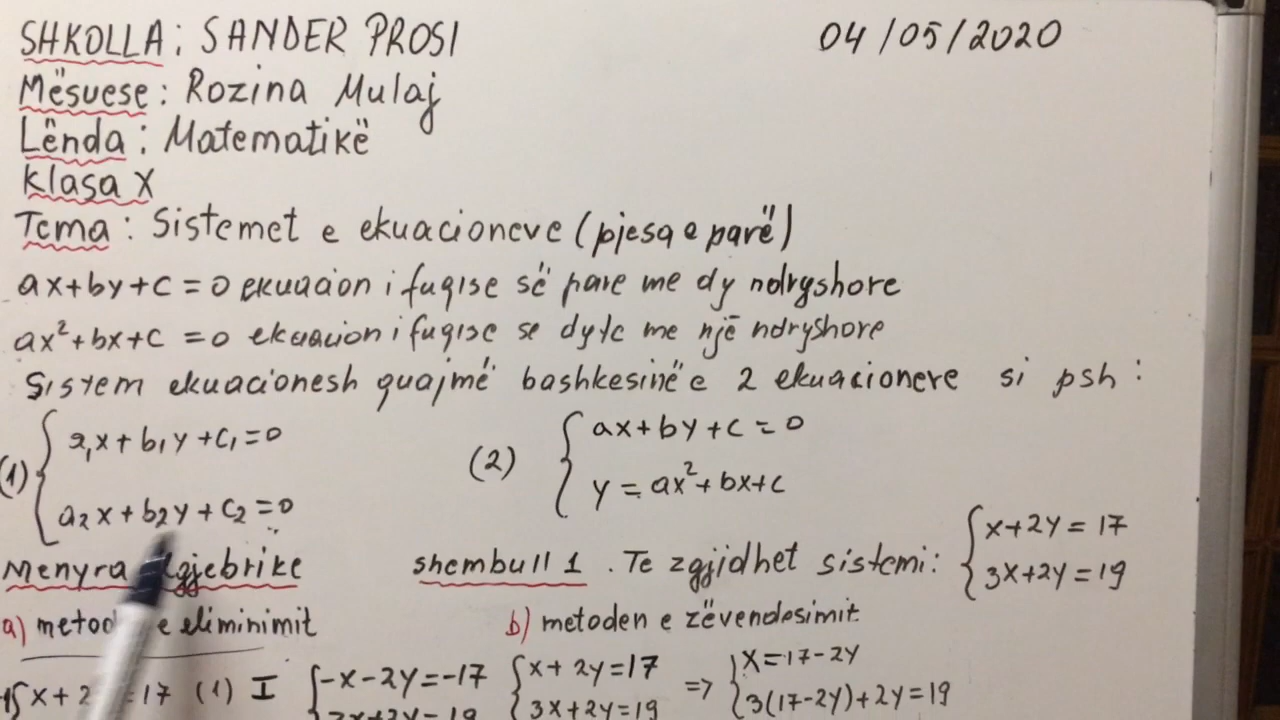 SHKOLLA: SANDER PROSI 04/05/2020
Mësuese: Rozina Mulaj
Lënda: Matematikë
Klasa X
Tema: Sistemet e ekuacioneve (pjesa e parë)
ax+by+c=0 ekuacion i fuqise së pare me dy ndryshore
ax²+bx+c=0 ekuacion i fuqise se dyte me një ndryshore
Sistem ekuacionesh quajmë bashkesinë e 2 ekuacioneve si psh:
(1) { a₁x+b₁y+c₁=0 (2) { ax+by+c=0
a₂x+b₂y+c₂=0 y=ax²+bx+c
Menyra shembull 1. Te zgjidhet sistemi: { x+2y=17
3x+2y=19
a) e eliminimit b) metoden e zëvendesimit
x+2 =17 (1) I { -x-2y=-17 { x+2y=17 => { x=17-2y
3x+2y=19 3(17-2y)+2y=19